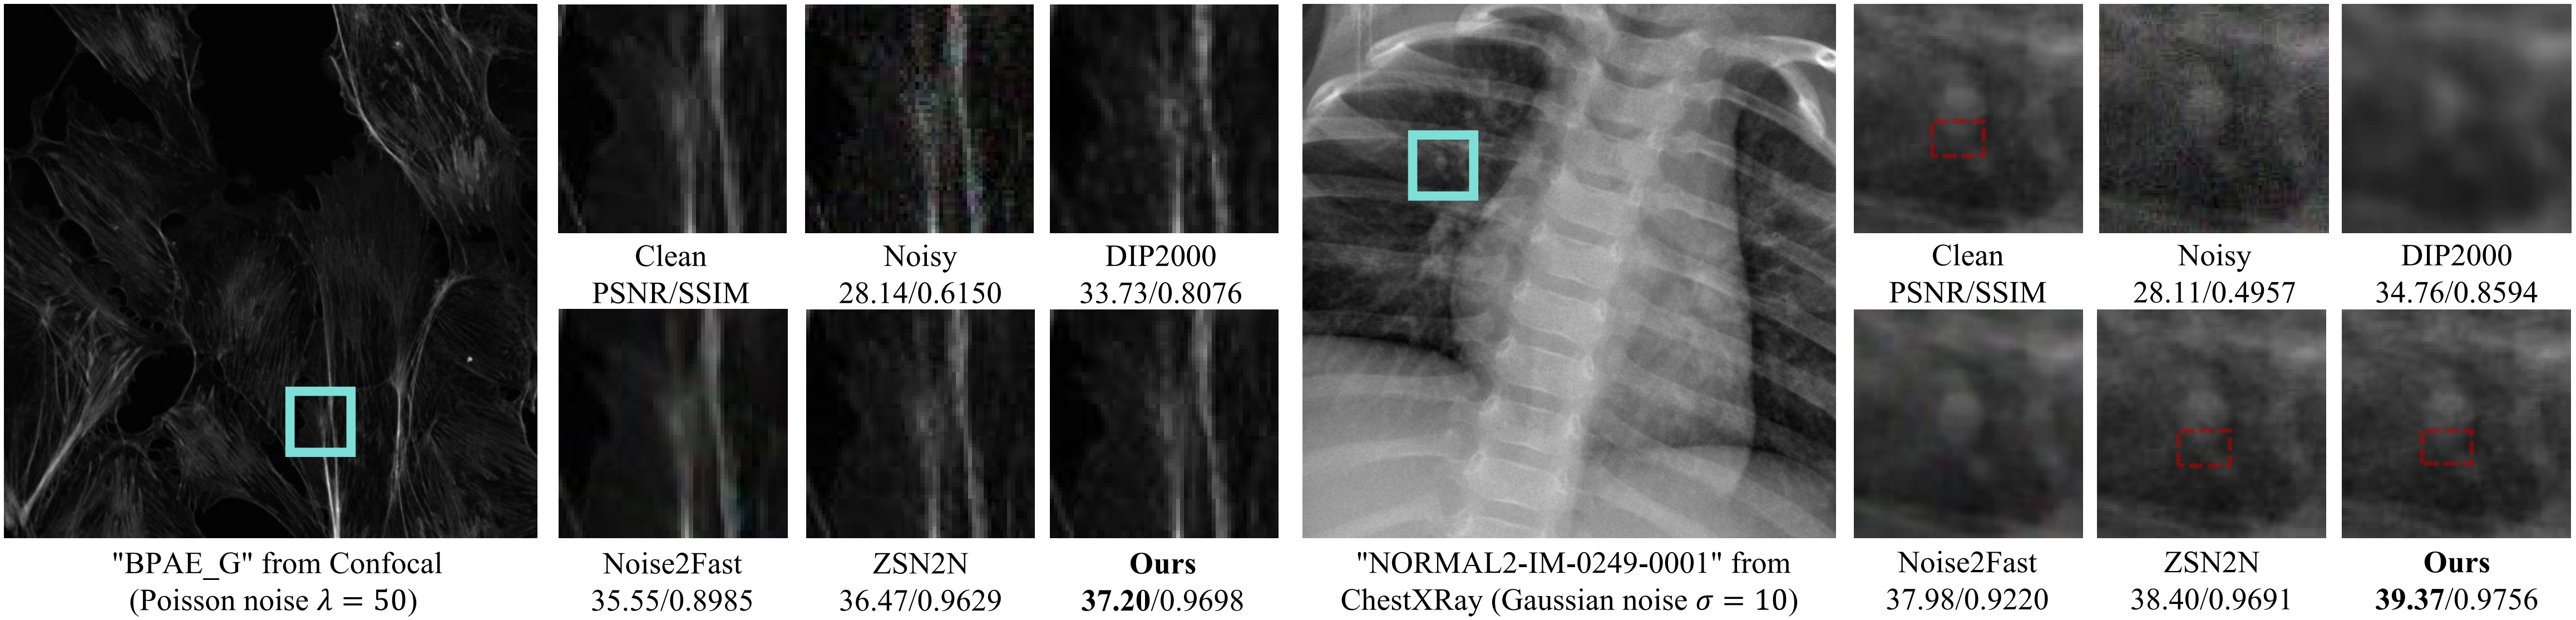 Clean
PSNR/SSIM
Noisy
28.14/0.6150
DIP2000
33.73/0.8076
"BPAE_G" from Confocal
(Poisson noise λ = 50)
Noise2Fast
35.55/0.8985
ZSN2N
36.47/0.9629
Ours
37.20/0.9698
Clean
PSNR/SSIM
Noisy
28.11/0.4957
DIP2000
34.76/0.8594
"NORMAL2-IM-0249-0001" from
ChestXRay (Gaussian noise σ = 10)
Noise2Fast
37.98/0.9220
ZSN2N
38.40/0.9691
Ours
39.37/0.9756